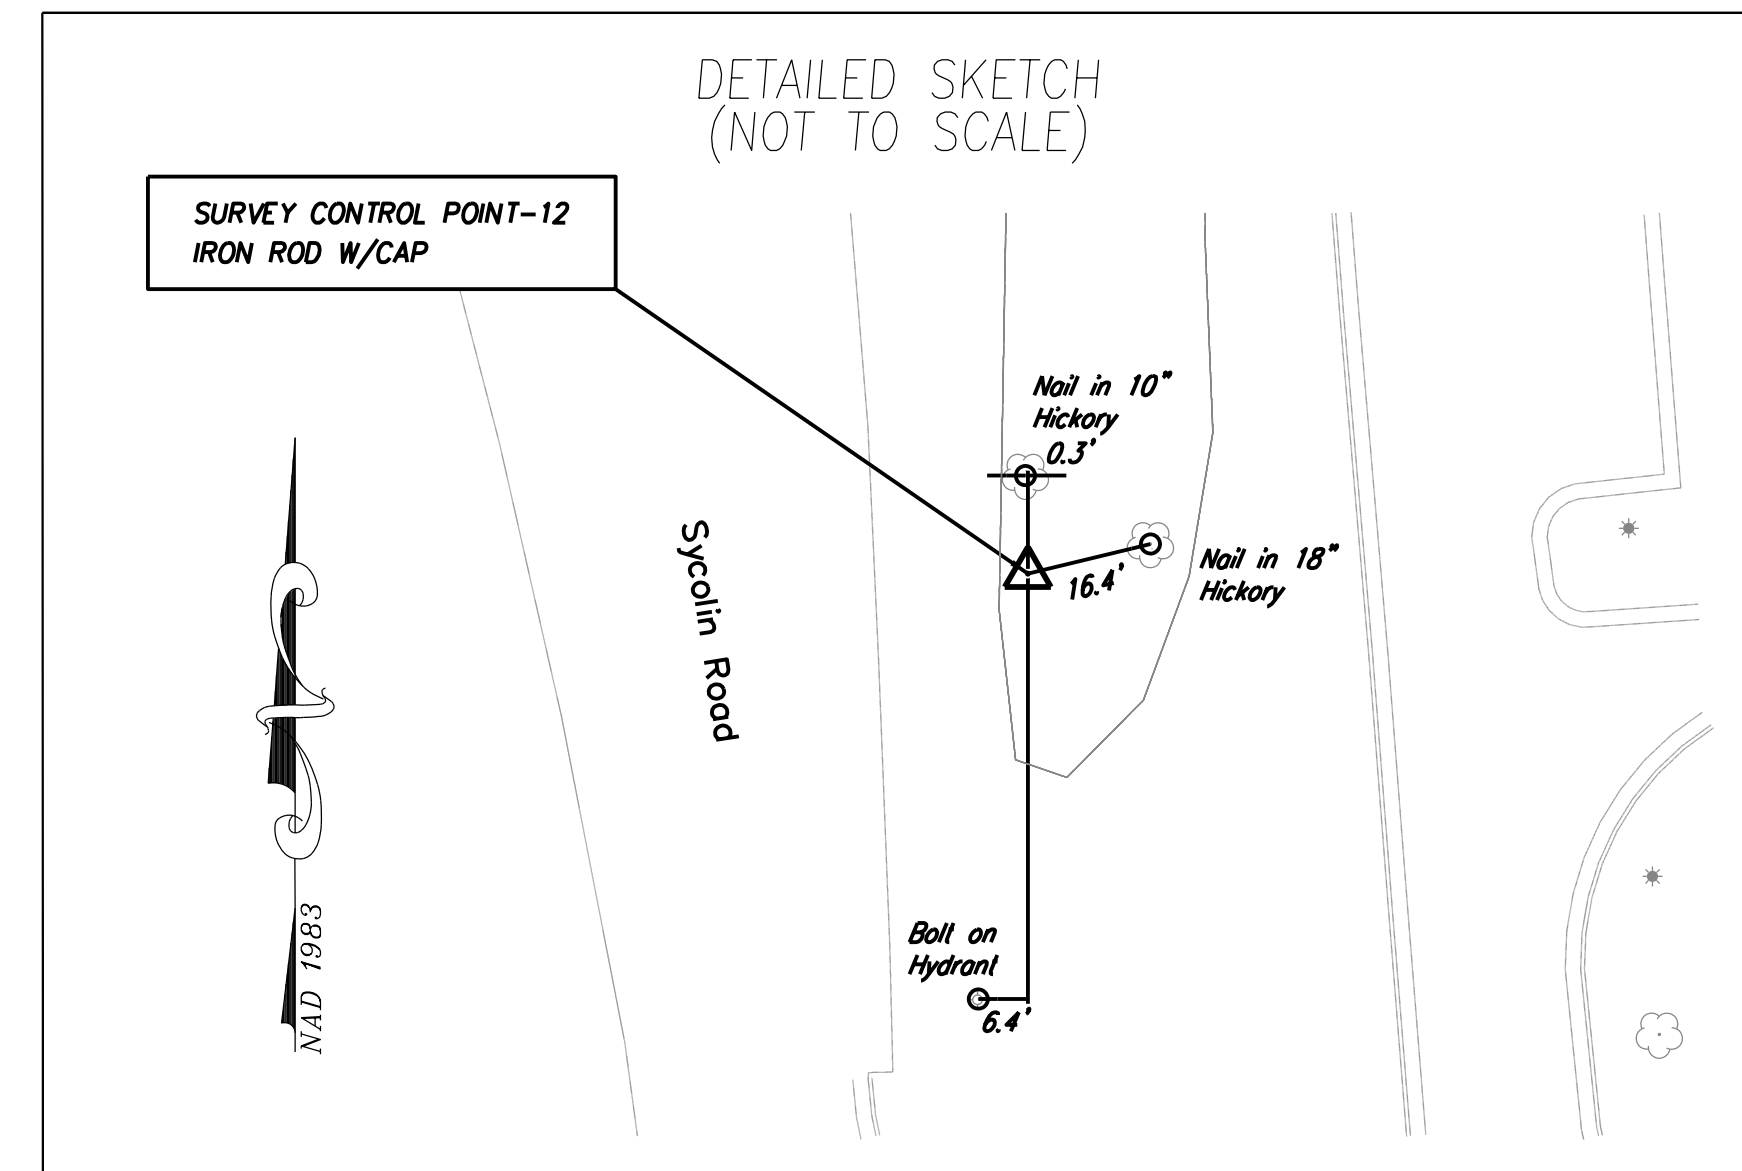 DETAILED SKETCH
(NOT TO SCALE)
SURVEY CONTROL POINT-12
IRON ROD W/CAP
Nail in 10"
Hickory
0.3'
Sycolin Road
Nail in 18"
Hickory
16.4'
Bolt on
Hydrant
6.4'
NAD 1983